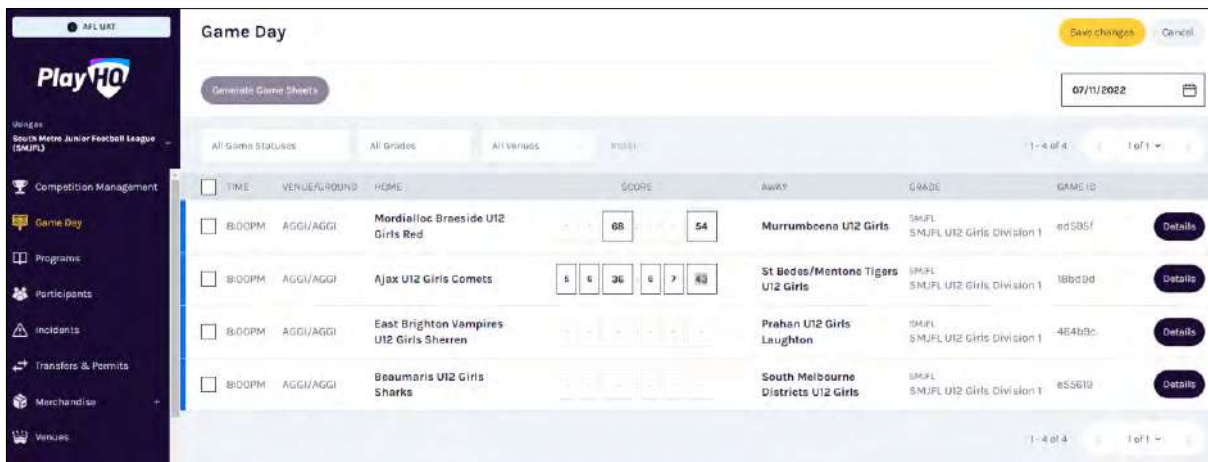 AFL UAT
Game Day
Save changes
Cancel
PlayHQ
Generate Game Sheets
07/11/2022
Using as
South Metro Junior Football League
(SMJFL)
All Game Statuses
All Grades
All Venues
1 - 4 of 4
1 of 1
Competition Management
TIME VENUE/GROUND HOME SCORE AWAY GRADE GAME ID
Game Day
8:00PM AGGI/AGGI Mordialloc Braeside U12 Girls Red 68 54 Murrumbeena U12 Girls SMJFL SMJFL U12 Girls Division 1 Details
Programs
Participants
8:00PM AGGI/AGGI Ajax U12 Girls Comets 5 6 36 6 7 43 St Bedes/Mentone Tigers U12 Girls SMJFL SMJFL U12 Girls Division 1 18bd9d Details
Incidents
8:00PM AGGI/AGGI East Brighton Vampires U12 Girls Sherren - - - - - - Prahan U12 Girls Laughton SMJFL SMJFL U12 Girls Division 1 464b9c Details
Transfers & Permits
Merchandise +
8:00PM AGGI/AGGI Beaumaris U12 Girls Sharks - - - - - - South Melbourne Districts U12 Girls SMJFL SMJFL U12 Girls Division 1 Details
Venues
1 - 4 of 4
1 of 1